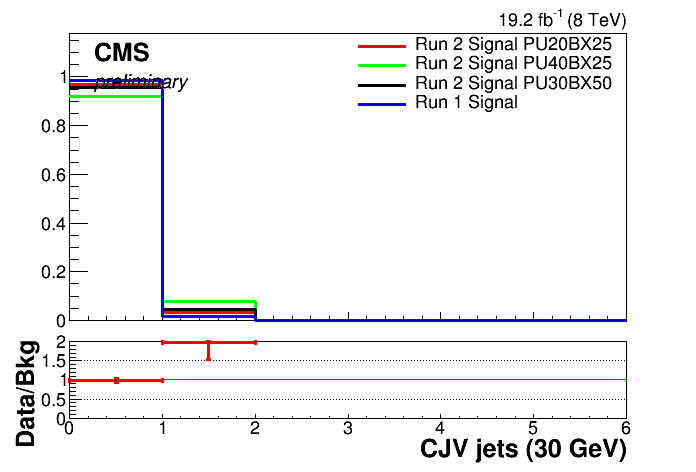 19.2 fb-1 (8 TeV)
CMS
preliminary
Run 2 Signal PU20BX25
Run 2 Signal PU40BX25
Run 2 Signal PU30BX50
Run 1 Signal
1
0.8
0.6
0.4
0.2
0
Data/Bkg
2
1.5
1
0.5
0
0 1 2 3 4 5 6
CJV jets (30 GeV)